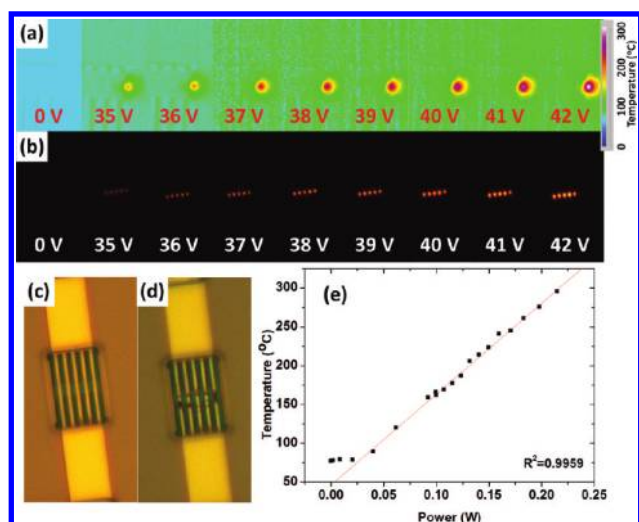 (a)
0 V 35 V 36 V 37 V 38 V 39 V 40 V 41 V 42 V
0 100 200 300
Temperature (°C)
(b)
0 V 35 V 36 V 37 V 38 V 39 V 40 V 41 V 42 V
(c)
(d)
(e)
300
250
200
150
100
50
Temperature (°C)
0.00 0.05 0.10 0.15 0.20 0.25
R²=0.9959
Power (W)